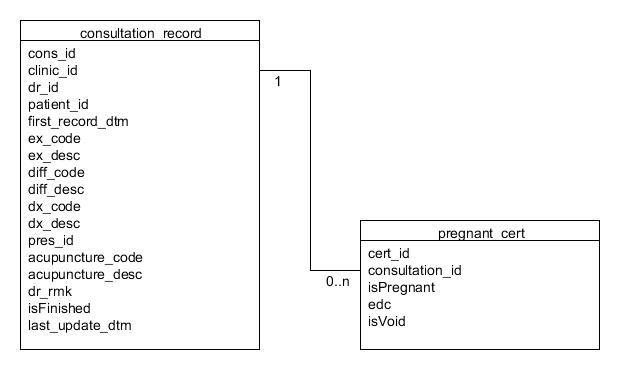 consultation_record
cons_id
clinic_id
dr_id
patient_id
first_record_dtm
ex_code
ex_desc
diff_code
diff_desc
dx_code
dx_desc
pres_id
acupuncture_code
acupuncture_desc
dr_rmk
isFinished
last_update_dtm
1
0..n
pregnant_cert
cert_id
consultation_id
isPregnant
edc
isVoid